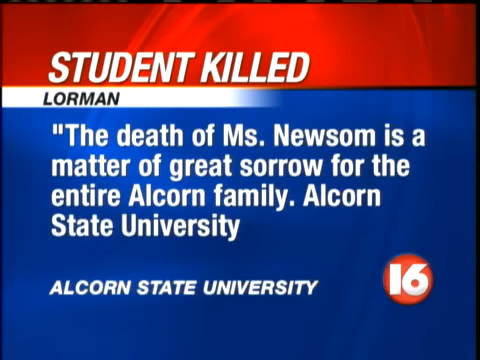 STUDENT KILLED
LORMAN
"The death of Ms. Newsom is a
matter of great sorrow for the
entire Alcorn family. Alcorn
State University
ALCORN STATE UNIVERSITY
16